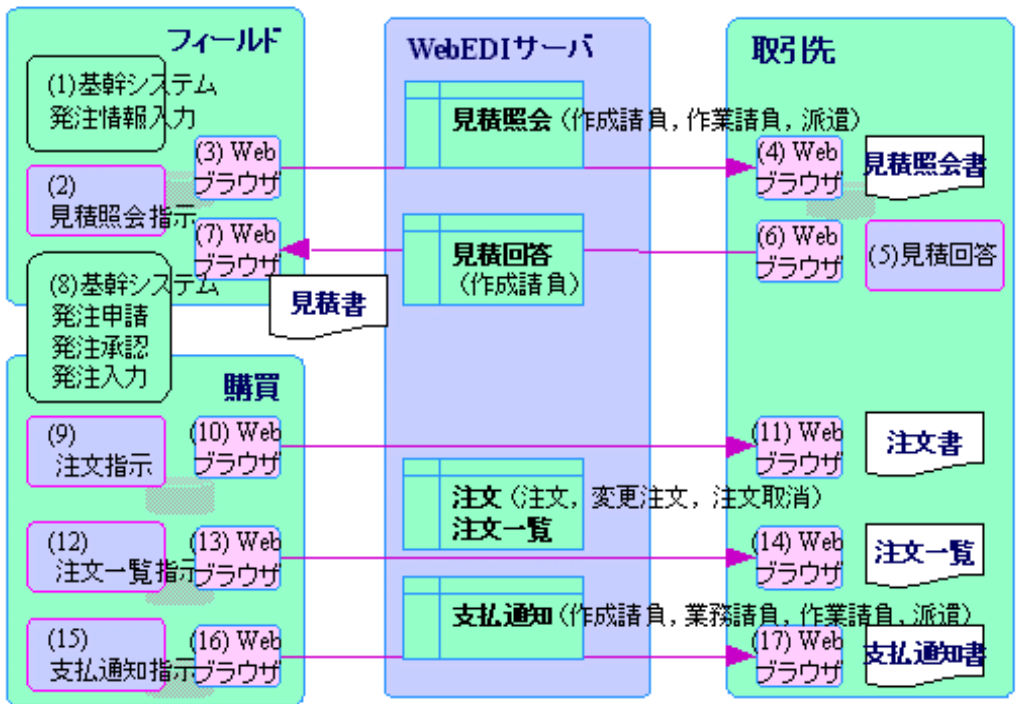 フィールド
(1)基幹システム
発注情報入力
(2)
見積照会指示
(3) Web
ブラウザ
(7) Web
ブラウザ
(8)基幹システム
発注申請
発注承認
発注入力
見積書
購買
(9)
注文指示
(10) Web
ブラウザ
(12)
注文一覧指示
(13) Web
ブラウザ
(15)
支払通知指示
(16) Web
ブラウザ
WebEDIサーバ
見積照会（作成請負，作業請負，派遣）
見積回答
（作成請負）
注文（注文，変更注文，注文取消）
注文一覧
支払通知（作成請負，業務請負，作業請負，派遣）
取引先
(4) Web
ブラウザ
見積照会書
(6) Web
ブラウザ
(5)見積回答
(11) Web
ブラウザ
注文書
(14) Web
ブラウザ
注文一覧
(17) Web
ブラウザ
支払通知書